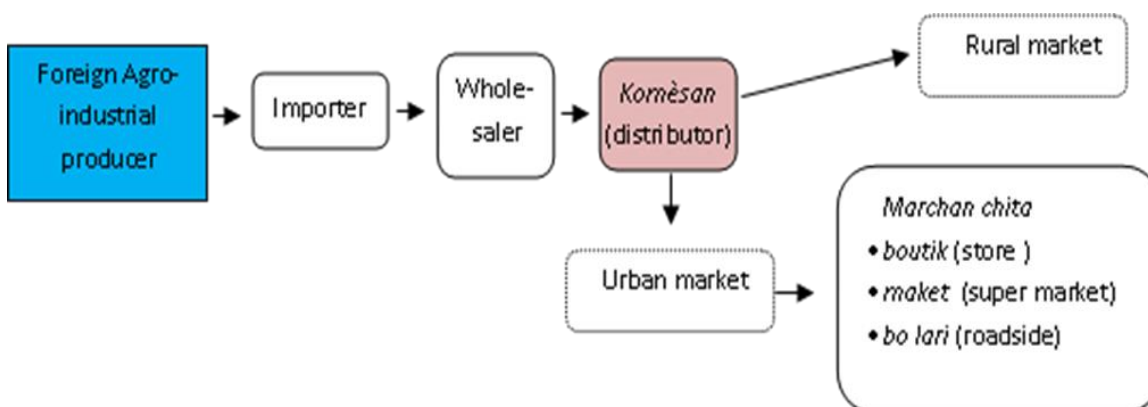 Foreign Agro-
industrial
producer
Importer
Whole-
saler
Komèsan
(distributor)
Rural market
Urban market
Marchan chita
• boutik (store )
• maket (super market)
• bo lari (roadside)